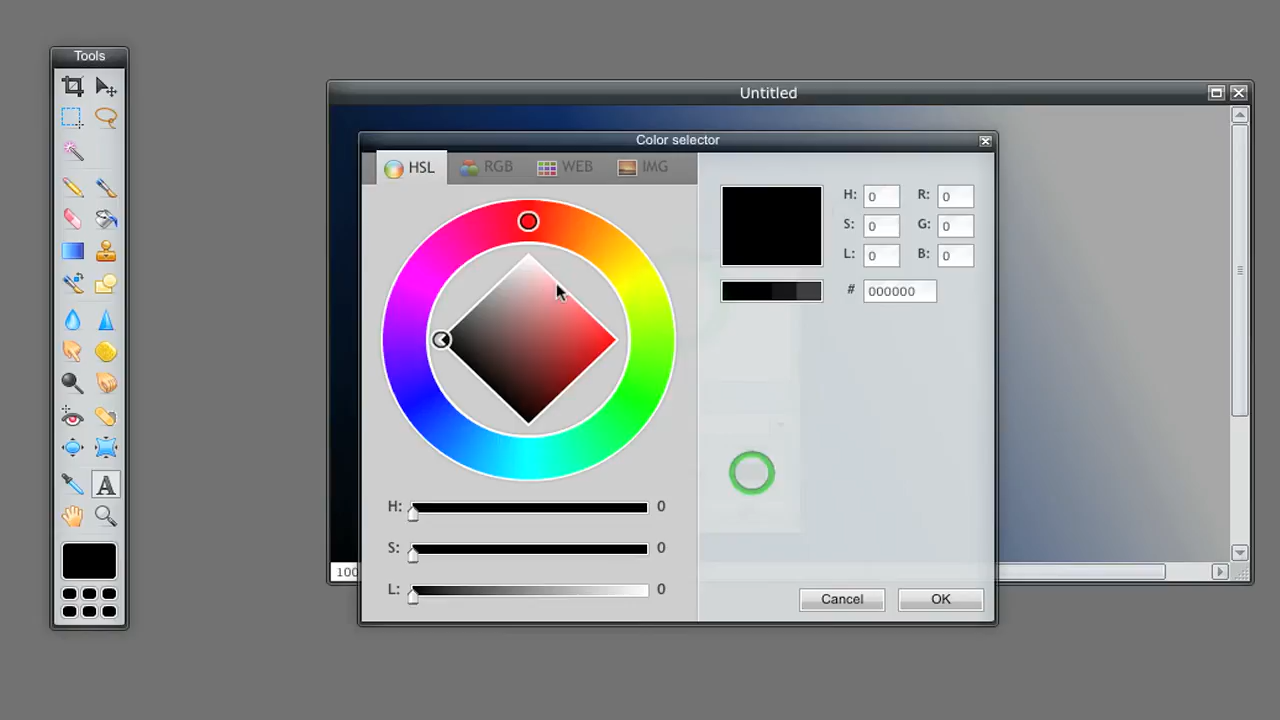 Tools
Untitled
Color selector
HSL RGB WEB IMG
H: 0 R: 0
S: 0 G: 0
L: 0 B: 0
# 000000
A
H: 0
S: 0
L: 0
100
Cancel OK